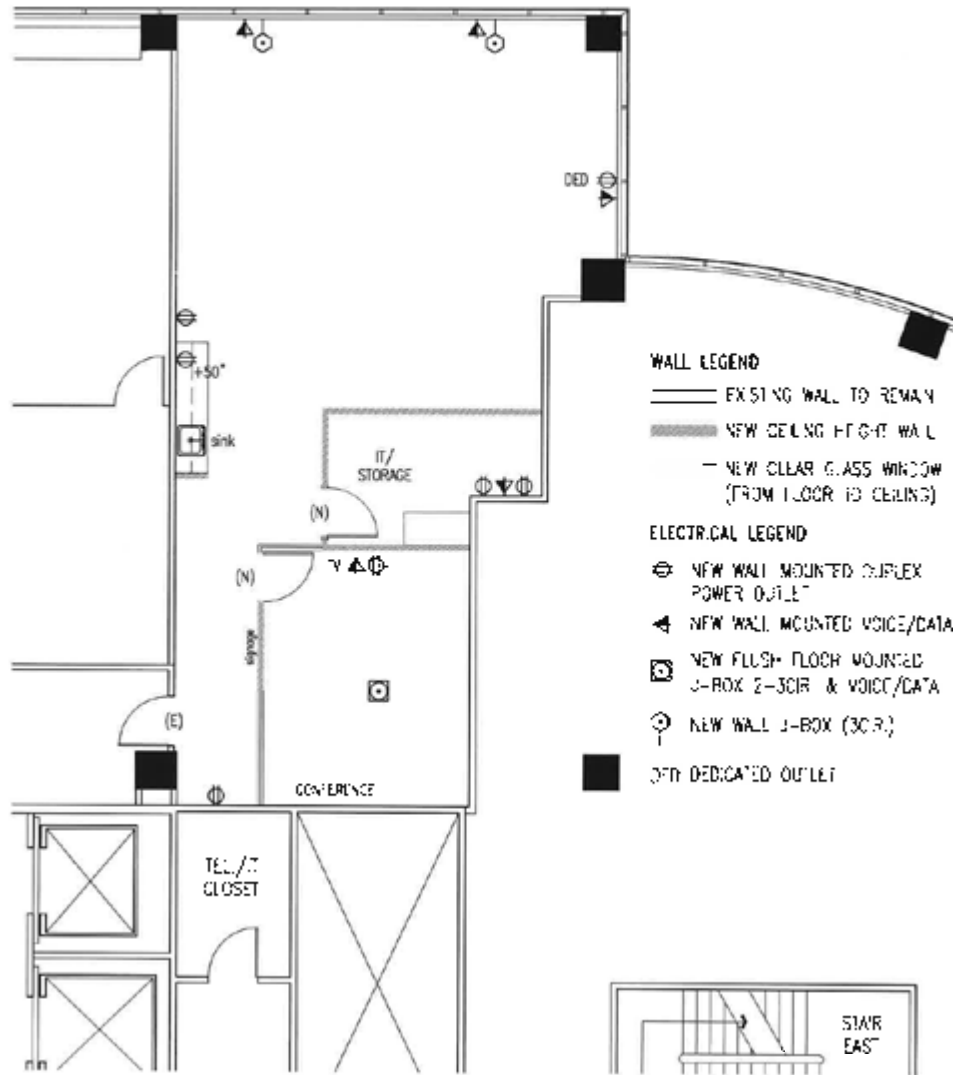 DED
+50"
sink
IT/
STORAGE
(N)
TV
(N)
signage
(E)
CONFERENCE
TEL./IT
CLOSET
WALL LEGEND
EXISTING WALL TO REMAIN
NEW CEILING HEIGHT WALL
NEW CLEAR GLASS WINDOW
(FROM FLOOR TO CEILING)
ELECTRICAL LEGEND
NEW WALL MOUNTED DUPLEX
POWER OUTLET
NEW WALL MOUNTED VOICE/DATA
NEW FLUSH FLOOR MOUNTED
J-BOX 2-3CIR. & VOICE/DATA
NEW WALL J-BOX (3CIR.)
DED DEDICATED OUTLET
STAIR
EAST